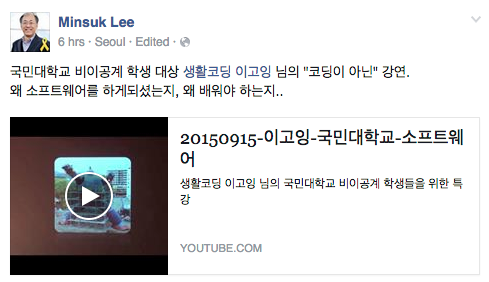 Minsuk Lee
6 hrs · Seoul · Edited ·
국민대학교 비이공계 학생 대상 생활코딩 이고잉 님의 "코딩이 아닌" 강연.
왜 소프트웨어를 하게되셨는지, 왜 배워야 하는지..
20150915-이고잉-국민대학교-소프트웨
어
생활코딩 이고잉 님의 국민대학교 비이공계 학생들을 위한 특
강
YOUTUBE.COM